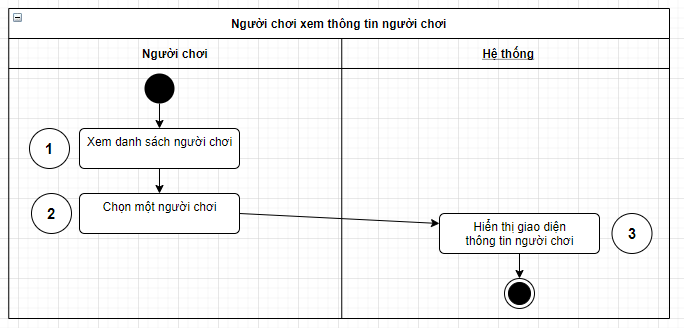 Người chơi xem thông tin người chơi
Người chơi
Hệ thống
1
Xem danh sách người chơi
2
Chọn một người chơi
Hiển thị giao diện
thông tin người chơi
3